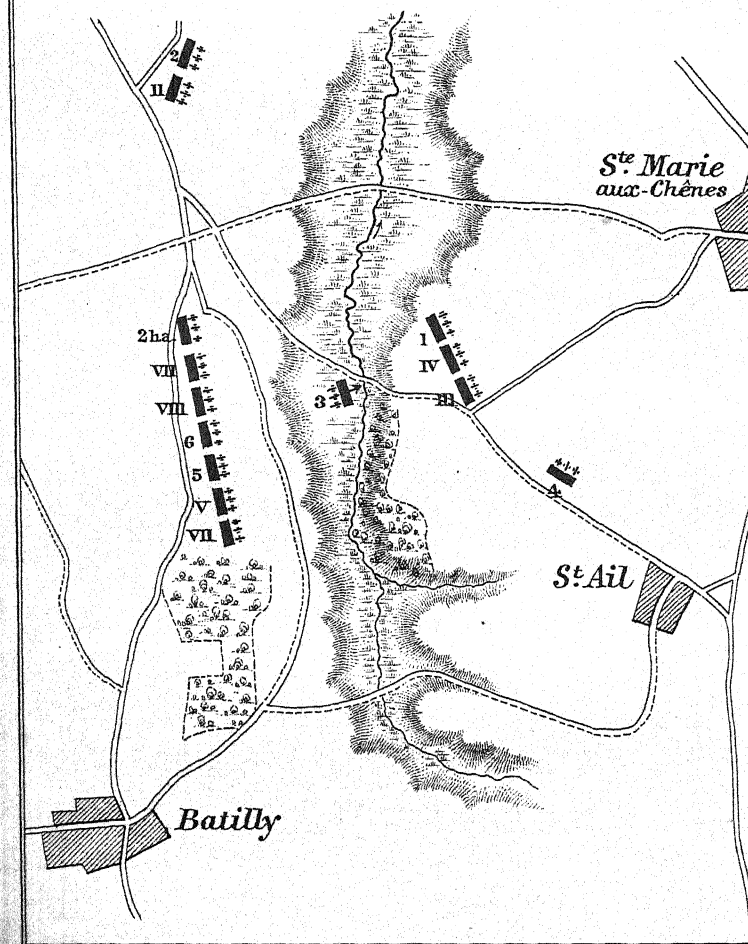 2
II
Ste Marie
aux-Chênes
2ha.
VII
VIII
6
5
V
VII
I
IV
III
3
4
St. Ail
Batilly